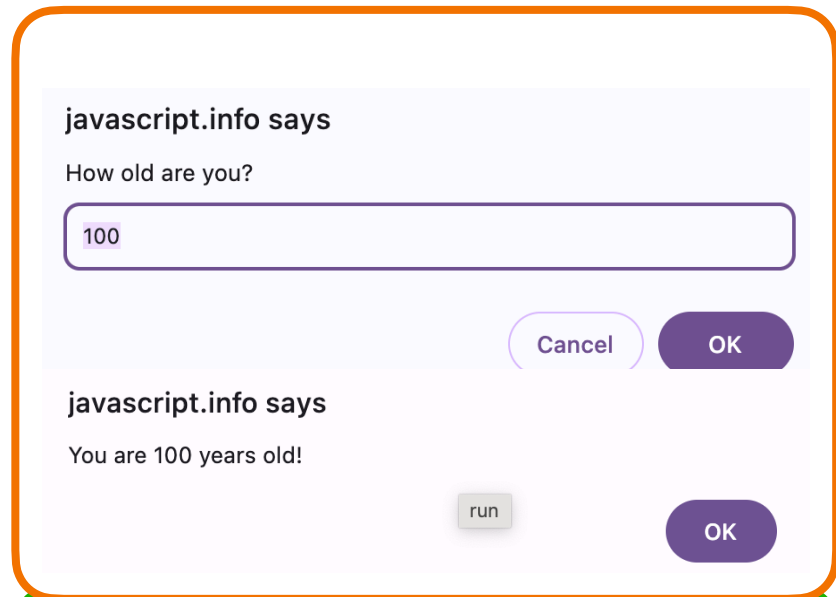 javascript.info says
How old are you?
100
Cancel OK
javascript.info says
You are 100 years old!
run
OK